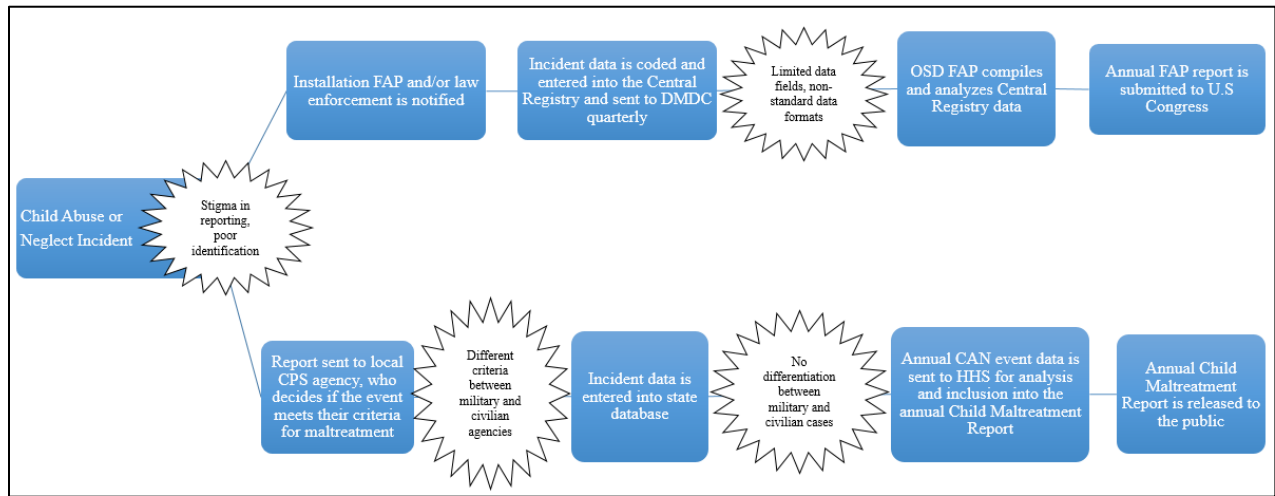 Child Abuse or
Neglect Incident
Stigma in
reporting,
poor
identification
Installation FAP and/or law
enforcement is notified
Incident data is coded and
entered into the Central
Registry and sent to DMDC
quarterly
Limited data
fields, non-
standard data
formats
OSD FAP compiles
and analyzes Central
Registry data
Annual FAP report is
submitted to U.S
Congress
Report sent to local
CPS agency, who
decides if the event
meets their criteria
for maltreatment
Different
criteria
between
military and
civilian
agencies
Incident data is
entered into state
database
No
differentiation
between
military and
civilian cases
Annual CAN event data is
sent to HHS for analysis
and inclusion into the
annual Child Maltreatment
Report
Annual Child
Maltreatment
Report is released to
the public